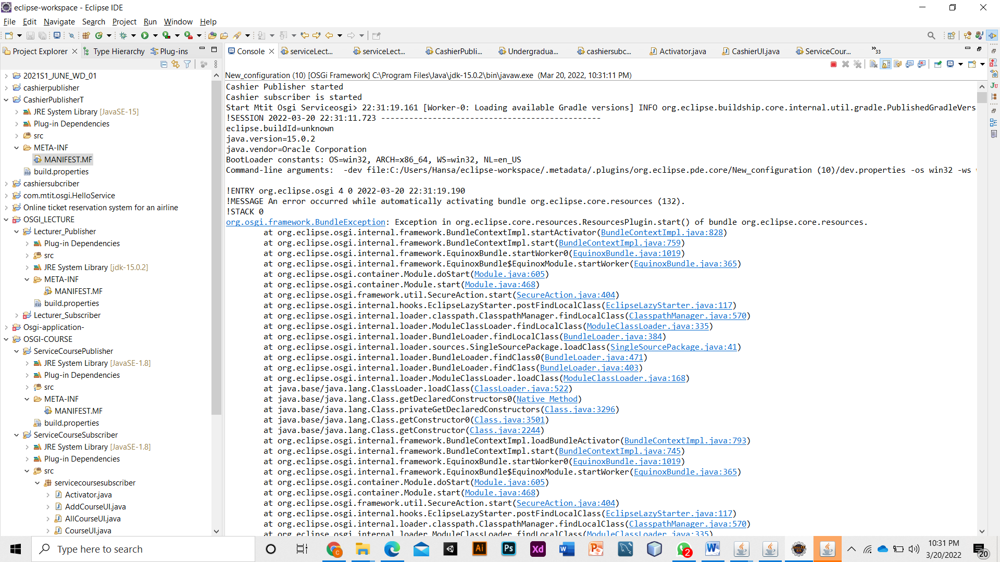 eclipse-workspace - Eclipse IDE
File Edit Navigate Search Project Run Window Help
Project Explorer Type Hierarchy Plug-ins
Console serviceLect... serviceLect... CashierPubli... Undergradua... cashiersubc... Activator.java CashierUI.java ServiceCour... »33
New_configuration (10) [OSGi Framework] C:\Program Files\Java\jdk-15.0.2\bin\javaw.exe (Mar 20, 2022, 10:31:11 PM)
2021S1_JUNE_WD_01
cashierpublisher
CashierPublisherT
JRE System Library [JavaSE-15]
Plug-in Dependencies
src
META-INF
MANIFEST.MF
build.properties
cashiersubcriber
com.mtit.osgi.HelloService
Online ticket reservation system for an airline
OSGI_LECTURE
Lecturer_Publisher
Plug-in Dependencies
src
JRE System Library [jdk-15.0.2]
META-INF
MANIFEST.MF
build.properties
Lecturer_Subscriber
Osgi-application-
OSGI-COURSE
ServiceCoursePublisher
JRE System Library [JavaSE-1.8]
Plug-in Dependencies
src
META-INF
MANIFEST.MF
build.properties
ServiceCourseSubscriber
JRE System Library [JavaSE-1.8]
Plug-in Dependencies
src
servicecoursesubscriber
Activator.java
AddCourseUI.java
AllCourseUI.java
CourseUI.java
Cashier Publisher started
Cashier subscriber is started
Start Mtit Osgi Serviceosgi> 22:31:19.161 [Worker-0: Loading available Gradle versions] INFO org.eclipse.buildship.core.internal.util.gradle.PublishedGradleVers
!SESSION 2022-03-20 22:31:11.723 -----------------------------------------------
eclipse.buildId=unknown
java.version=15.0.2
java.vendor=Oracle Corporation
BootLoader constants: OS=win32, ARCH=x86_64, WS=win32, NL=en_US
Command-line arguments:  -dev file:C:/Users/Hansa/eclipse-workspace/.metadata/.plugins/org.eclipse.pde.core/New_configuration (10)/dev.properties -os win32 -ws
!ENTRY org.eclipse.osgi 4 0 2022-03-20 22:31:19.190
!MESSAGE An error occurred while automatically activating bundle org.eclipse.core.resources (132).
!STACK 0
org.osgi.framework.BundleException: Exception in org.eclipse.core.resources.ResourcesPlugin.start() of bundle org.eclipse.core.resources.
at org.eclipse.osgi.internal.framework.BundleContextImpl.startActivator(BundleContextImpl.java:828)
at org.eclipse.osgi.internal.framework.BundleContextImpl.start(BundleContextImpl.java:759)
at org.eclipse.osgi.internal.framework.EquinoxBundle.startWorker0(EquinoxBundle.java:1019)
at org.eclipse.osgi.internal.framework.EquinoxBundle$EquinoxModule.startWorker(EquinoxBundle.java:365)
at org.eclipse.osgi.container.Module.doStart(Module.java:605)
at org.eclipse.osgi.container.Module.start(Module.java:468)
at org.eclipse.osgi.framework.util.SecureAction.start(SecureAction.java:404)
at org.eclipse.osgi.internal.hooks.EclipseLazyStarter.postFindLocalClass(EclipseLazyStarter.java:117)
at org.eclipse.osgi.internal.loader.classpath.ClasspathManager.findLocalClass(ClasspathManager.java:570)
at org.eclipse.osgi.internal.loader.ModuleClassLoader.findLocalClass(ModuleClassLoader.java:335)
at org.eclipse.osgi.internal.loader.BundleLoader.findLocalClass(BundleLoader.java:384)
at org.eclipse.osgi.internal.loader.sources.SingleSourcePackage.loadClass(SingleSourcePackage.java:41)
at org.eclipse.osgi.internal.loader.BundleLoader.findClass0(BundleLoader.java:471)
at org.eclipse.osgi.internal.loader.BundleLoader.findClass(BundleLoader.java:403)
at org.eclipse.osgi.internal.loader.ModuleClassLoader.loadClass(ModuleClassLoader.java:168)
at java.base/java.lang.ClassLoader.loadClass(ClassLoader.java:522)
at java.base/java.lang.Class.getDeclaredConstructors0(Native Method)
at java.base/java.lang.Class.privateGetDeclaredConstructors(Class.java:3296)
at java.base/java.lang.Class.getConstructor0(Class.java:3501)
at java.base/java.lang.Class.getConstructor(Class.java:2244)
at org.eclipse.osgi.internal.framework.BundleContextImpl.loadBundleActivator(BundleContextImpl.java:793)
at org.eclipse.osgi.internal.framework.BundleContextImpl.start(BundleContextImpl.java:745)
at org.eclipse.osgi.internal.framework.EquinoxBundle.startWorker0(EquinoxBundle.java:1019)
at org.eclipse.osgi.internal.framework.EquinoxBundle$EquinoxModule.startWorker(EquinoxBundle.java:365)
at org.eclipse.osgi.container.Module.doStart(Module.java:605)
at org.eclipse.osgi.container.Module.start(Module.java:468)
at org.eclipse.osgi.framework.util.SecureAction.start(SecureAction.java:404)
at org.eclipse.osgi.internal.hooks.EclipseLazyStarter.postFindLocalClass(EclipseLazyStarter.java:117)
at org.eclipse.osgi.internal.loader.classpath.ClasspathManager.findLocalClass(ClasspathManager.java:570)
at org.eclipse.osgi.internal.loader.ModuleClassLoader.findLocalClass(ModuleClassLoader.java:335)
Type here to search
Ai Ps Xd 2
10:31 PM
3/20/2022
20